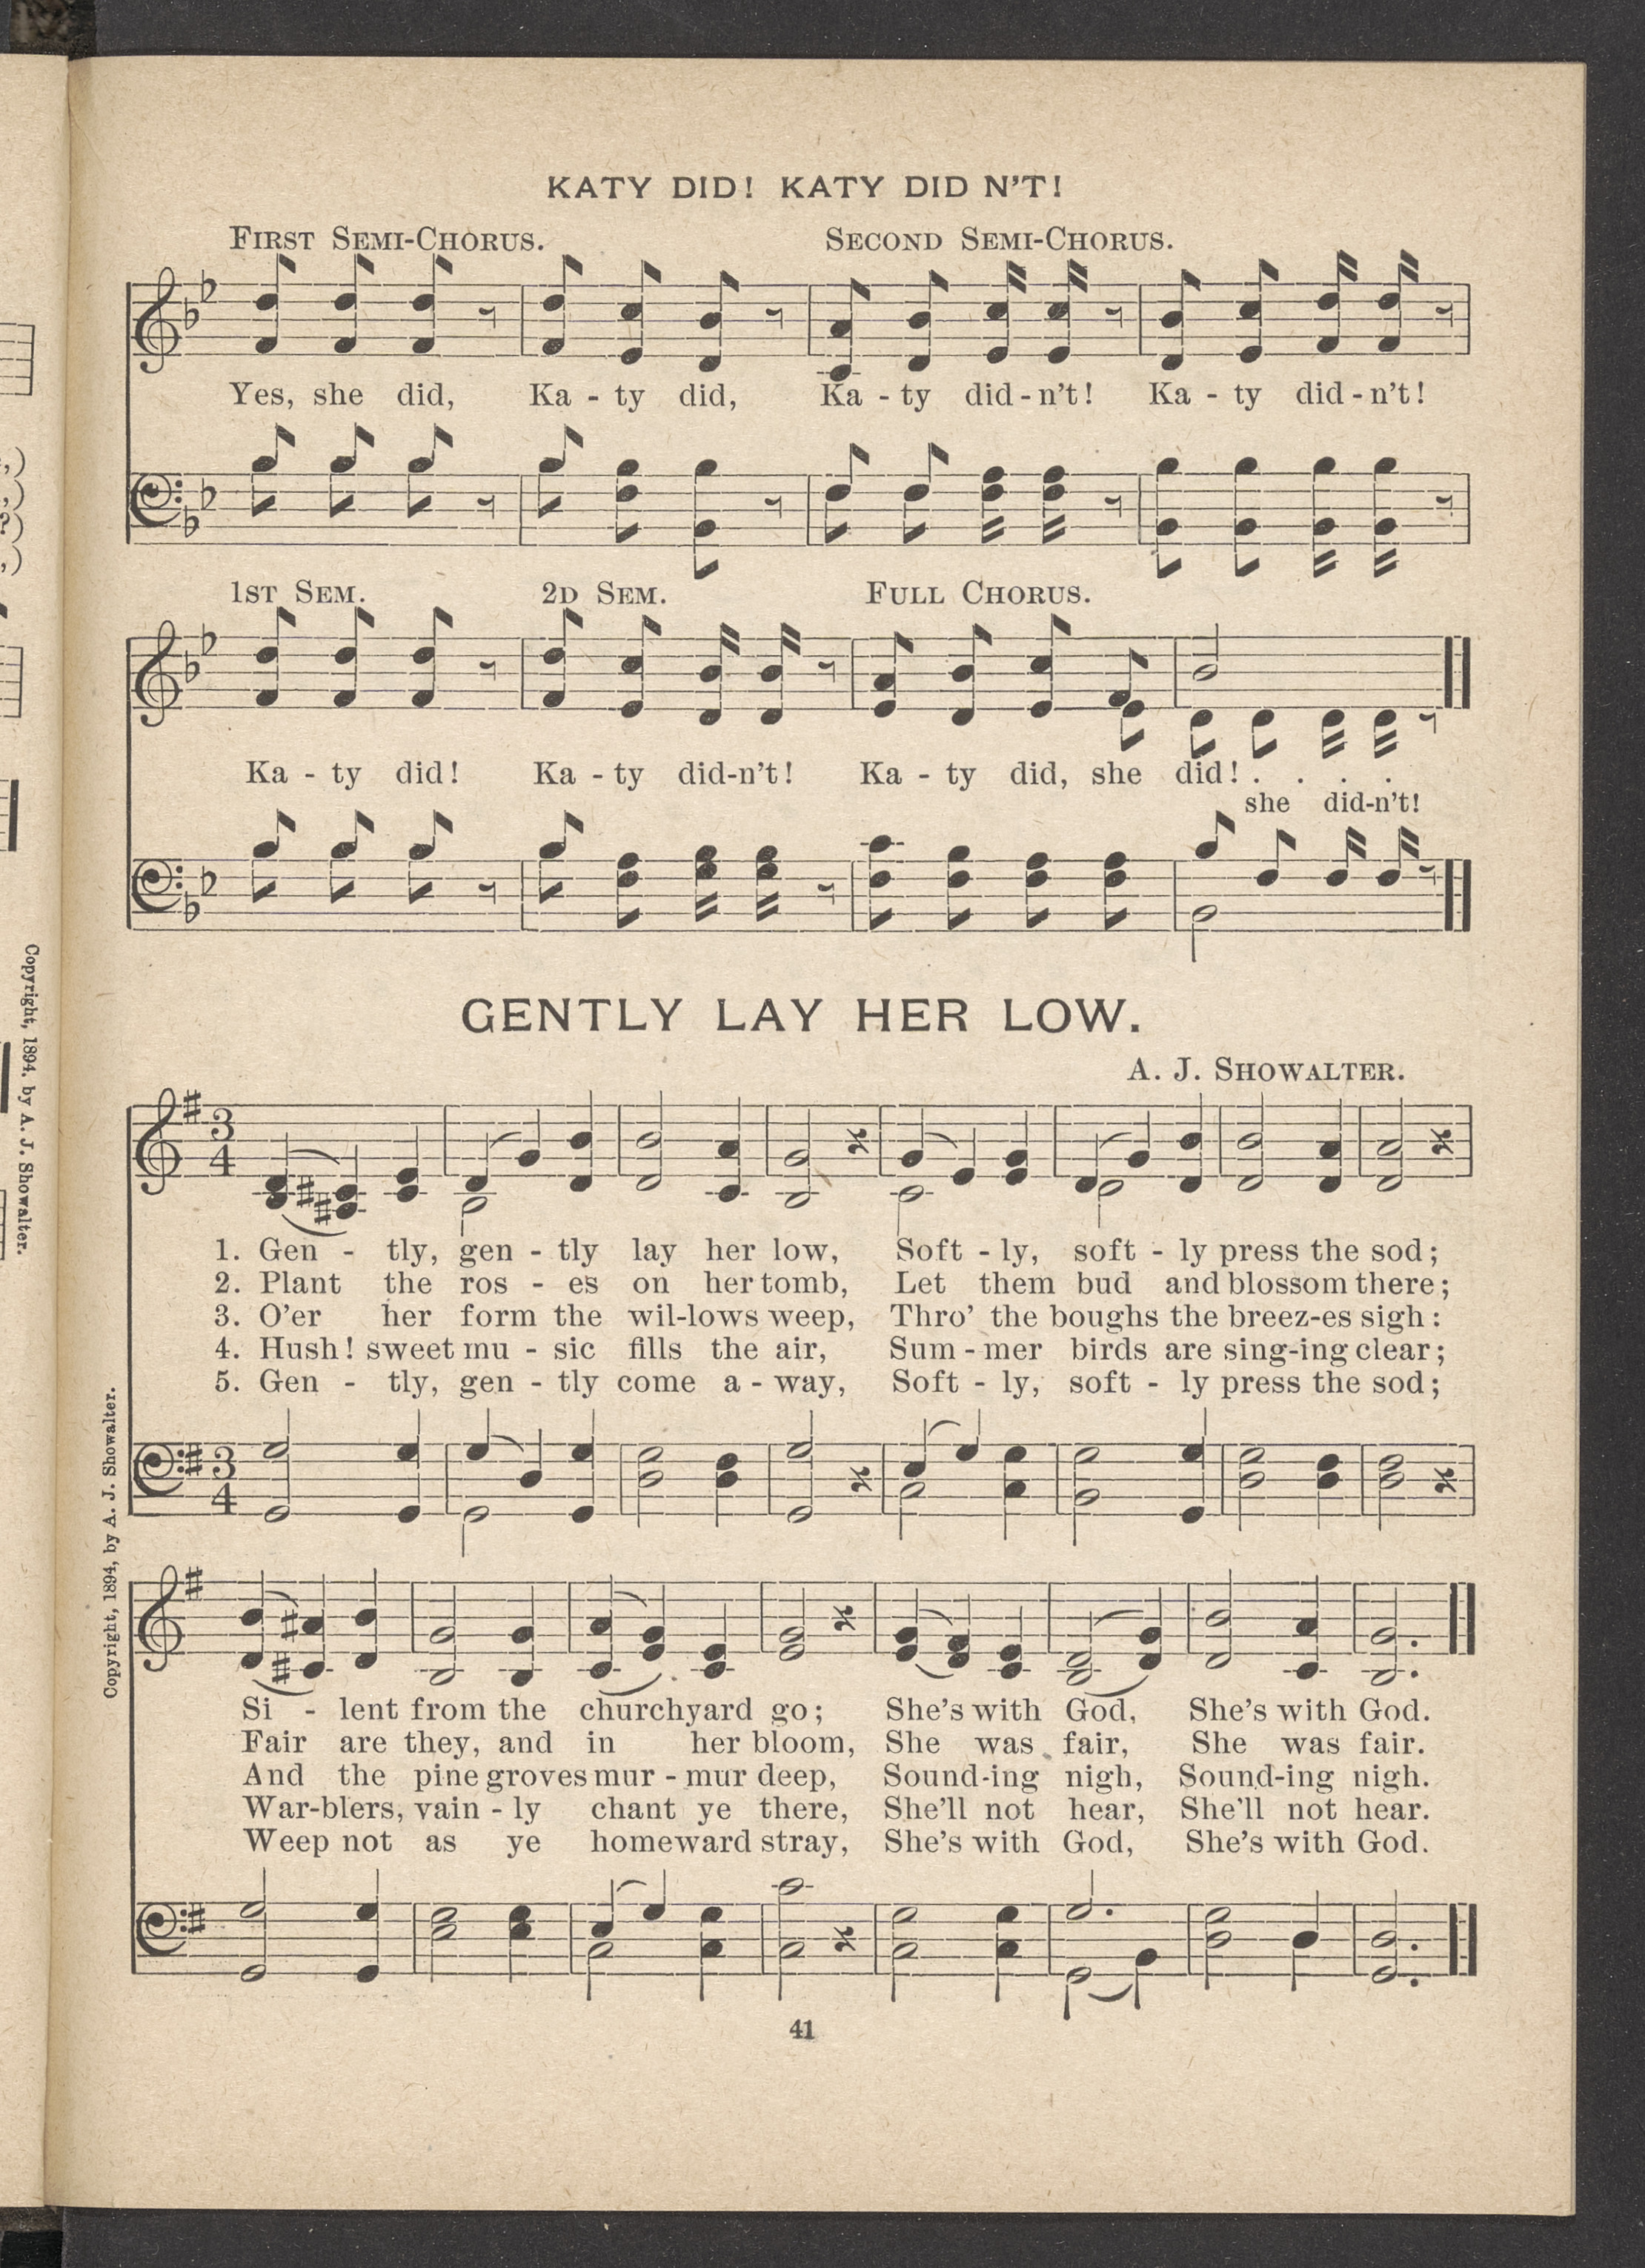 KATY DID! KATY DID N'T!
FIRST SEMI-CHORUS. SECOND SEMI-CHORUS.
Yes, she did, Ka - ty did, Ka - ty did - n't! Ka - ty did - n't!
1ST SEM. 2D SEM. FULL CHORUS.
Ka - ty did! Ka - ty did-n't! Ka - ty did, she did! . . . .
she did-n't!
GENTLY LAY HER LOW.
A. J. SHOWALTER.
3
4
1. Gen - tly, gen - tly lay her low, Soft - ly, soft - ly press the sod;
2. Plant the ros - es on her tomb, Let them bud and blossom there;
3. O'er her form the wil-lows weep, Thro' the boughs the breez-es sigh:
4. Hush! sweet mu - sic fills the air, Sum - mer birds are sing-ing clear;
5. Gen - tly, gen - tly come a - way, Soft - ly, soft - ly press the sod;
3
4
Si - lent from the churchyard go; She's with God, She's with God.
Fair are they, and in her bloom, She was fair, She was fair.
And the pine groves mur - mur deep, Sound-ing nigh, Sound-ing nigh.
War-blers, vain - ly chant ye there, She'll not hear, She'll not hear.
Weep not as ye homeward stray, She's with God, She's with God.
Copyright, 1894, by A. J. Showalter.
41
Copyright, 1894. by A. J. Showalter.